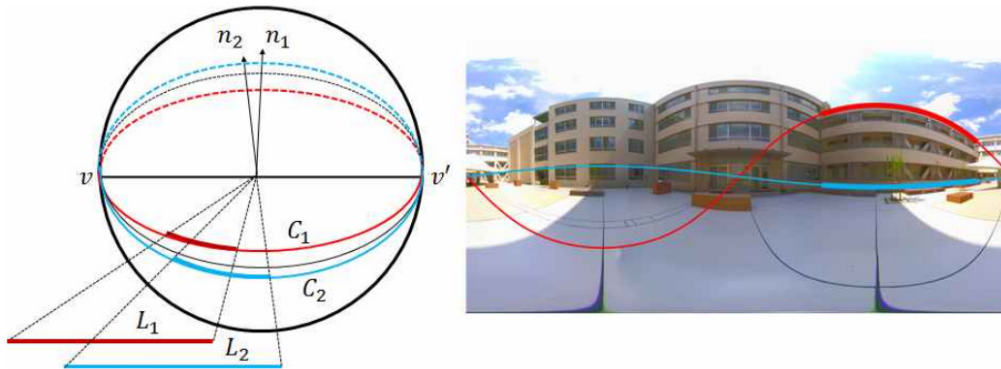 n₂ n₁
v v′
C₁
C₂
L₁
L₂